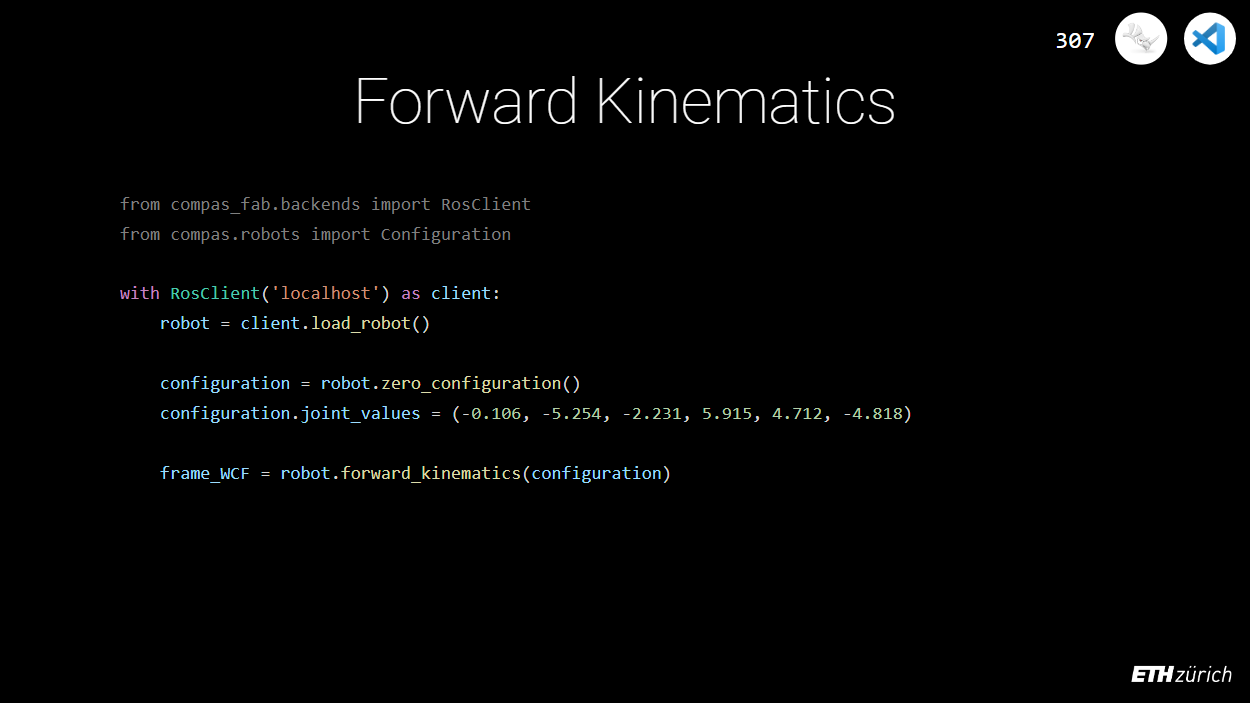 307
Forward Kinematics
from compas_fab.backends import RosClient
from compas.robots import Configuration
with RosClient('localhost') as client:
    robot = client.load_robot()
    configuration = robot.zero_configuration()
    configuration.joint_values = (-0.106, -5.254, -2.231, 5.915, 4.712, -4.818)
    frame_WCF = robot.forward_kinematics(configuration)
ETH zürich